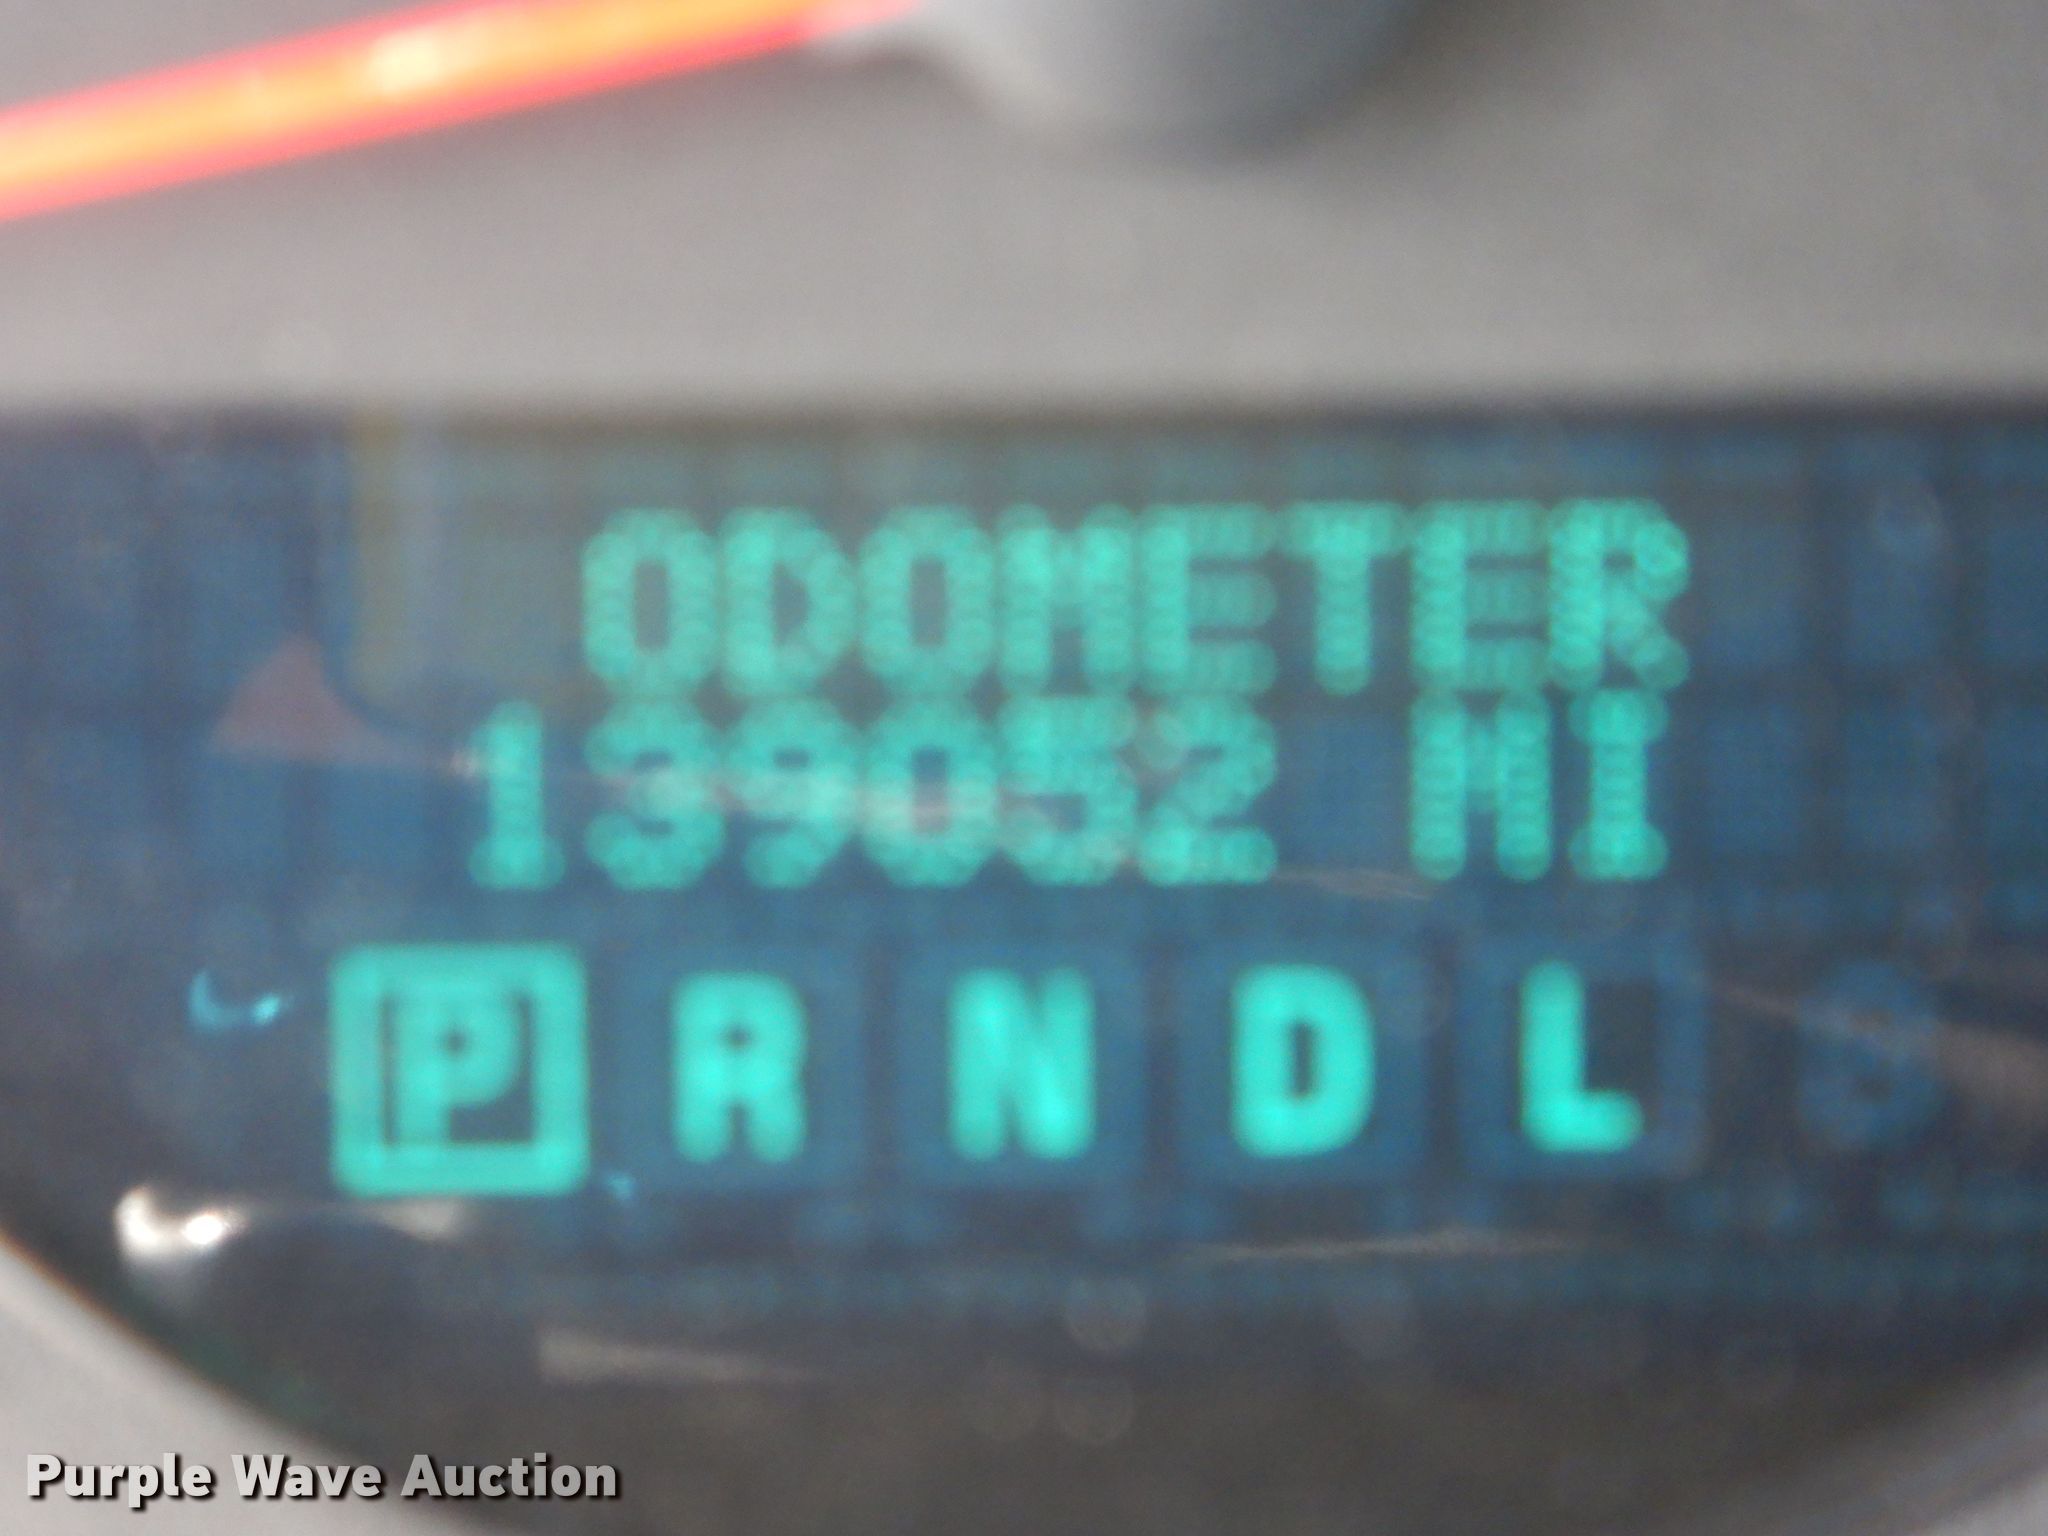 ODOMETER
139052 MI
P R N D L
Purple Wave Auction